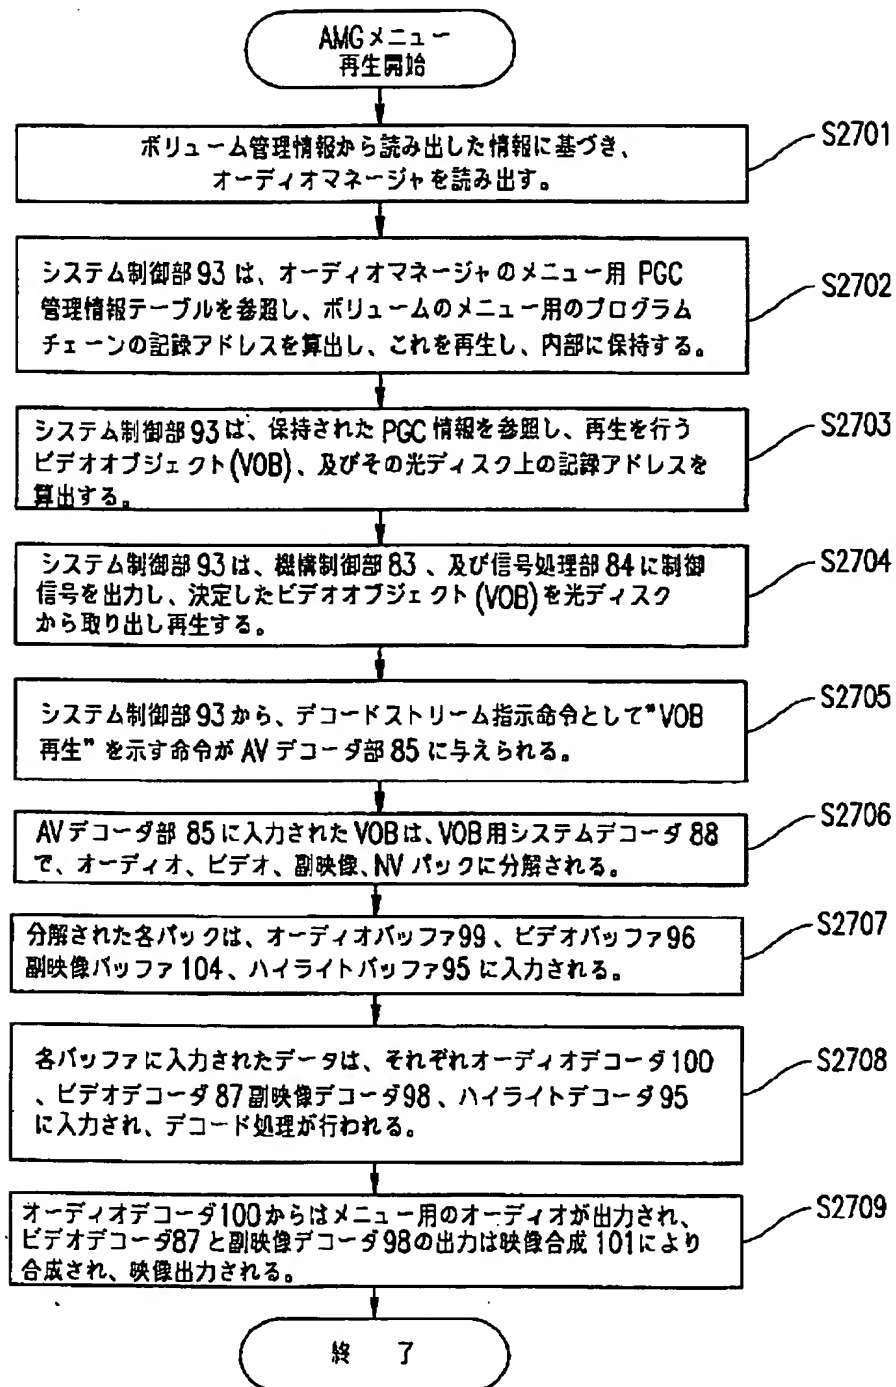 AMGメニュー
再生開始
S2701
ボリューム管理情報から読み出した情報に基づき、
オーディオマネージャを読み出す。
S2702
システム制御部93は、オーディオマネージャのメニュー用 PGC
管理情報テーブルを参照し、ボリュームのメニュー用のプログラム
チェーンの記録アドレスを算出し、これを再生し、内部に保持する。
S2703
システム制御部93は、保持されたPGC情報を参照し、再生を行う
ビデオオブジェクト(VOB)、及びその光ディスク上の記録アドレスを
算出する。
S2704
システム制御部93は、機構制御部83、及び信号処理部84に制御
信号を出力し、決定したビデオオブジェクト(VOB)を光ディスク
から取り出し再生する。
S2705
システム制御部93から、デコードストリーム指示命令として"VOB
再生"を示す命令がAVデコーダ部85に与えられる。
S2706
AVデコーダ部85に入力されたVOBは、VOB用システムデコーダ88
で、オーディオ、ビデオ、副映像、NVパックに分解される。
S2707
分解された各パックは、オーディオバッファ99、ビデオバッファ96
副映像バッファ104、ハイライトバッファ95に入力される。
S2708
各バッファに入力されたデータは、それぞれオーディオデコーダ100
、ビデオデコーダ87副映像デコーダ98、ハイライトデコーダ95
に入力され、デコード処理が行われる。
S2709
オーディオデコーダ100からはメニュー用のオーディオが出力され、
ビデオデコーダ87と副映像デコーダ98の出力は映像合成101により
合成され、映像出力される。
終 了